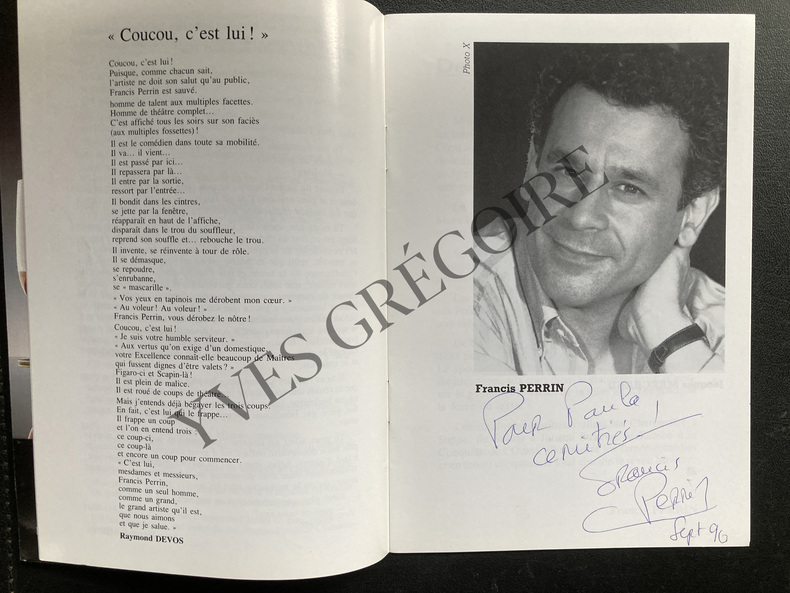 « Coucou, c'est lui ! »
Coucou, c'est lui !
Puisque, comme chacun sait,
l'artiste ne doit son salut qu'au public,
Francis Perrin est sauvé.
homme de talent aux multiples facettes.
Homme de théâtre complet...
C'est affiché tous les soirs sur son faciès
(aux multiples fossettes) !
Il est le comédien dans toute sa mobilité.
Il va... il vient...
Il est passé par ici...
Il repassera par là...
Il entre par la sortie,
ressort par l'entrée...
Il bondit dans les cintres,
se jette par la fenêtre,
réapparaît en haut de l'affiche,
disparaît dans le trou du souffleur,
reprend son souffle et... rebouche le trou.
Il invente, se réinvente à tour de rôle.
Il se démasque,
se repoudre,
s'enrubanne,
se « mascarille ».
« Vos yeux en tapinois me dérobent mon cœur. »
« Au voleur ! Au voleur ! »
Francis Perrin, vous dérobez le nôtre !
Coucou, c'est lui !
« Je suis votre humble serviteur. »
« Aux vertus qu'on exige d'un domestique,
votre Excellence connaît-elle beaucoup de Maîtres
qui fussent dignes d'être valets ? »
Figaro-ci et Scapin-là !
Il est plein de malice.
Il est roué de coups de théâtre.
Mais j'entends déjà bégayer les trois coups.
En fait, c'est lui qui le frappe...
Il frappe un coup
et l'on en entend trois :
ce coup-ci,
ce coup-là
et encore un coup pour commencer.
« C'est lui,
mesdames et messieurs,
Francis Perrin,
comme un seul homme,
comme un grand,
le grand artiste qu'il est,
que nous aimons
et que je salue. »
Raymond DEVOS
Photo X
Francis PERRIN
Pour Paula
Francis
Perrin
Sept 96
YVES GRÉGOIRE